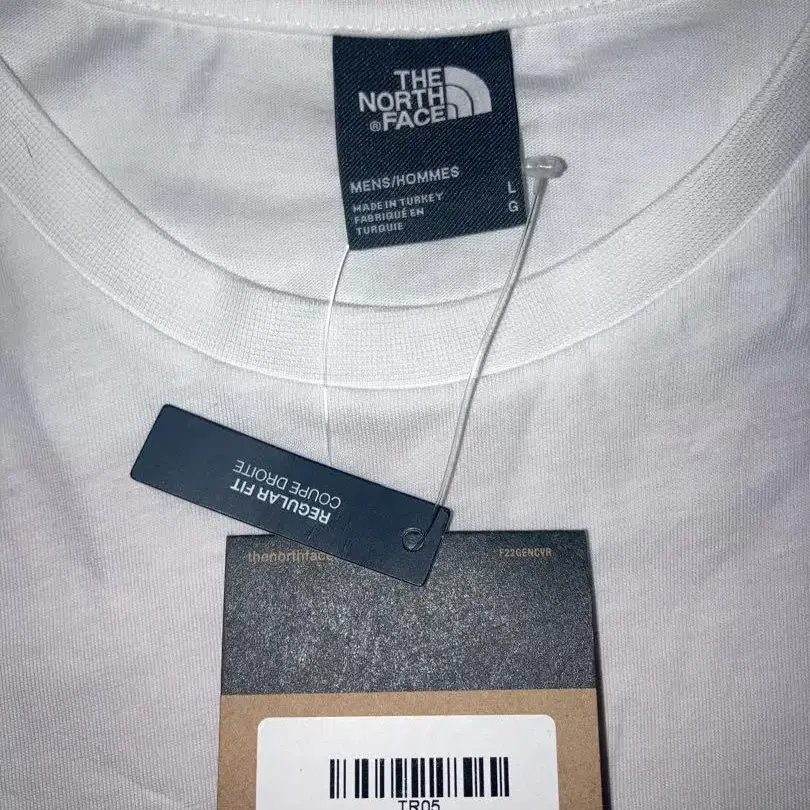 THE
NORTH
FACE
®
MENS/HOMMES
L
G
MADE IN TURKEY
FABRIQUÉ EN
TURQUIE
REGULAR FIT
COUPE DROITE
thenorthface
F22GENCVR
TR05